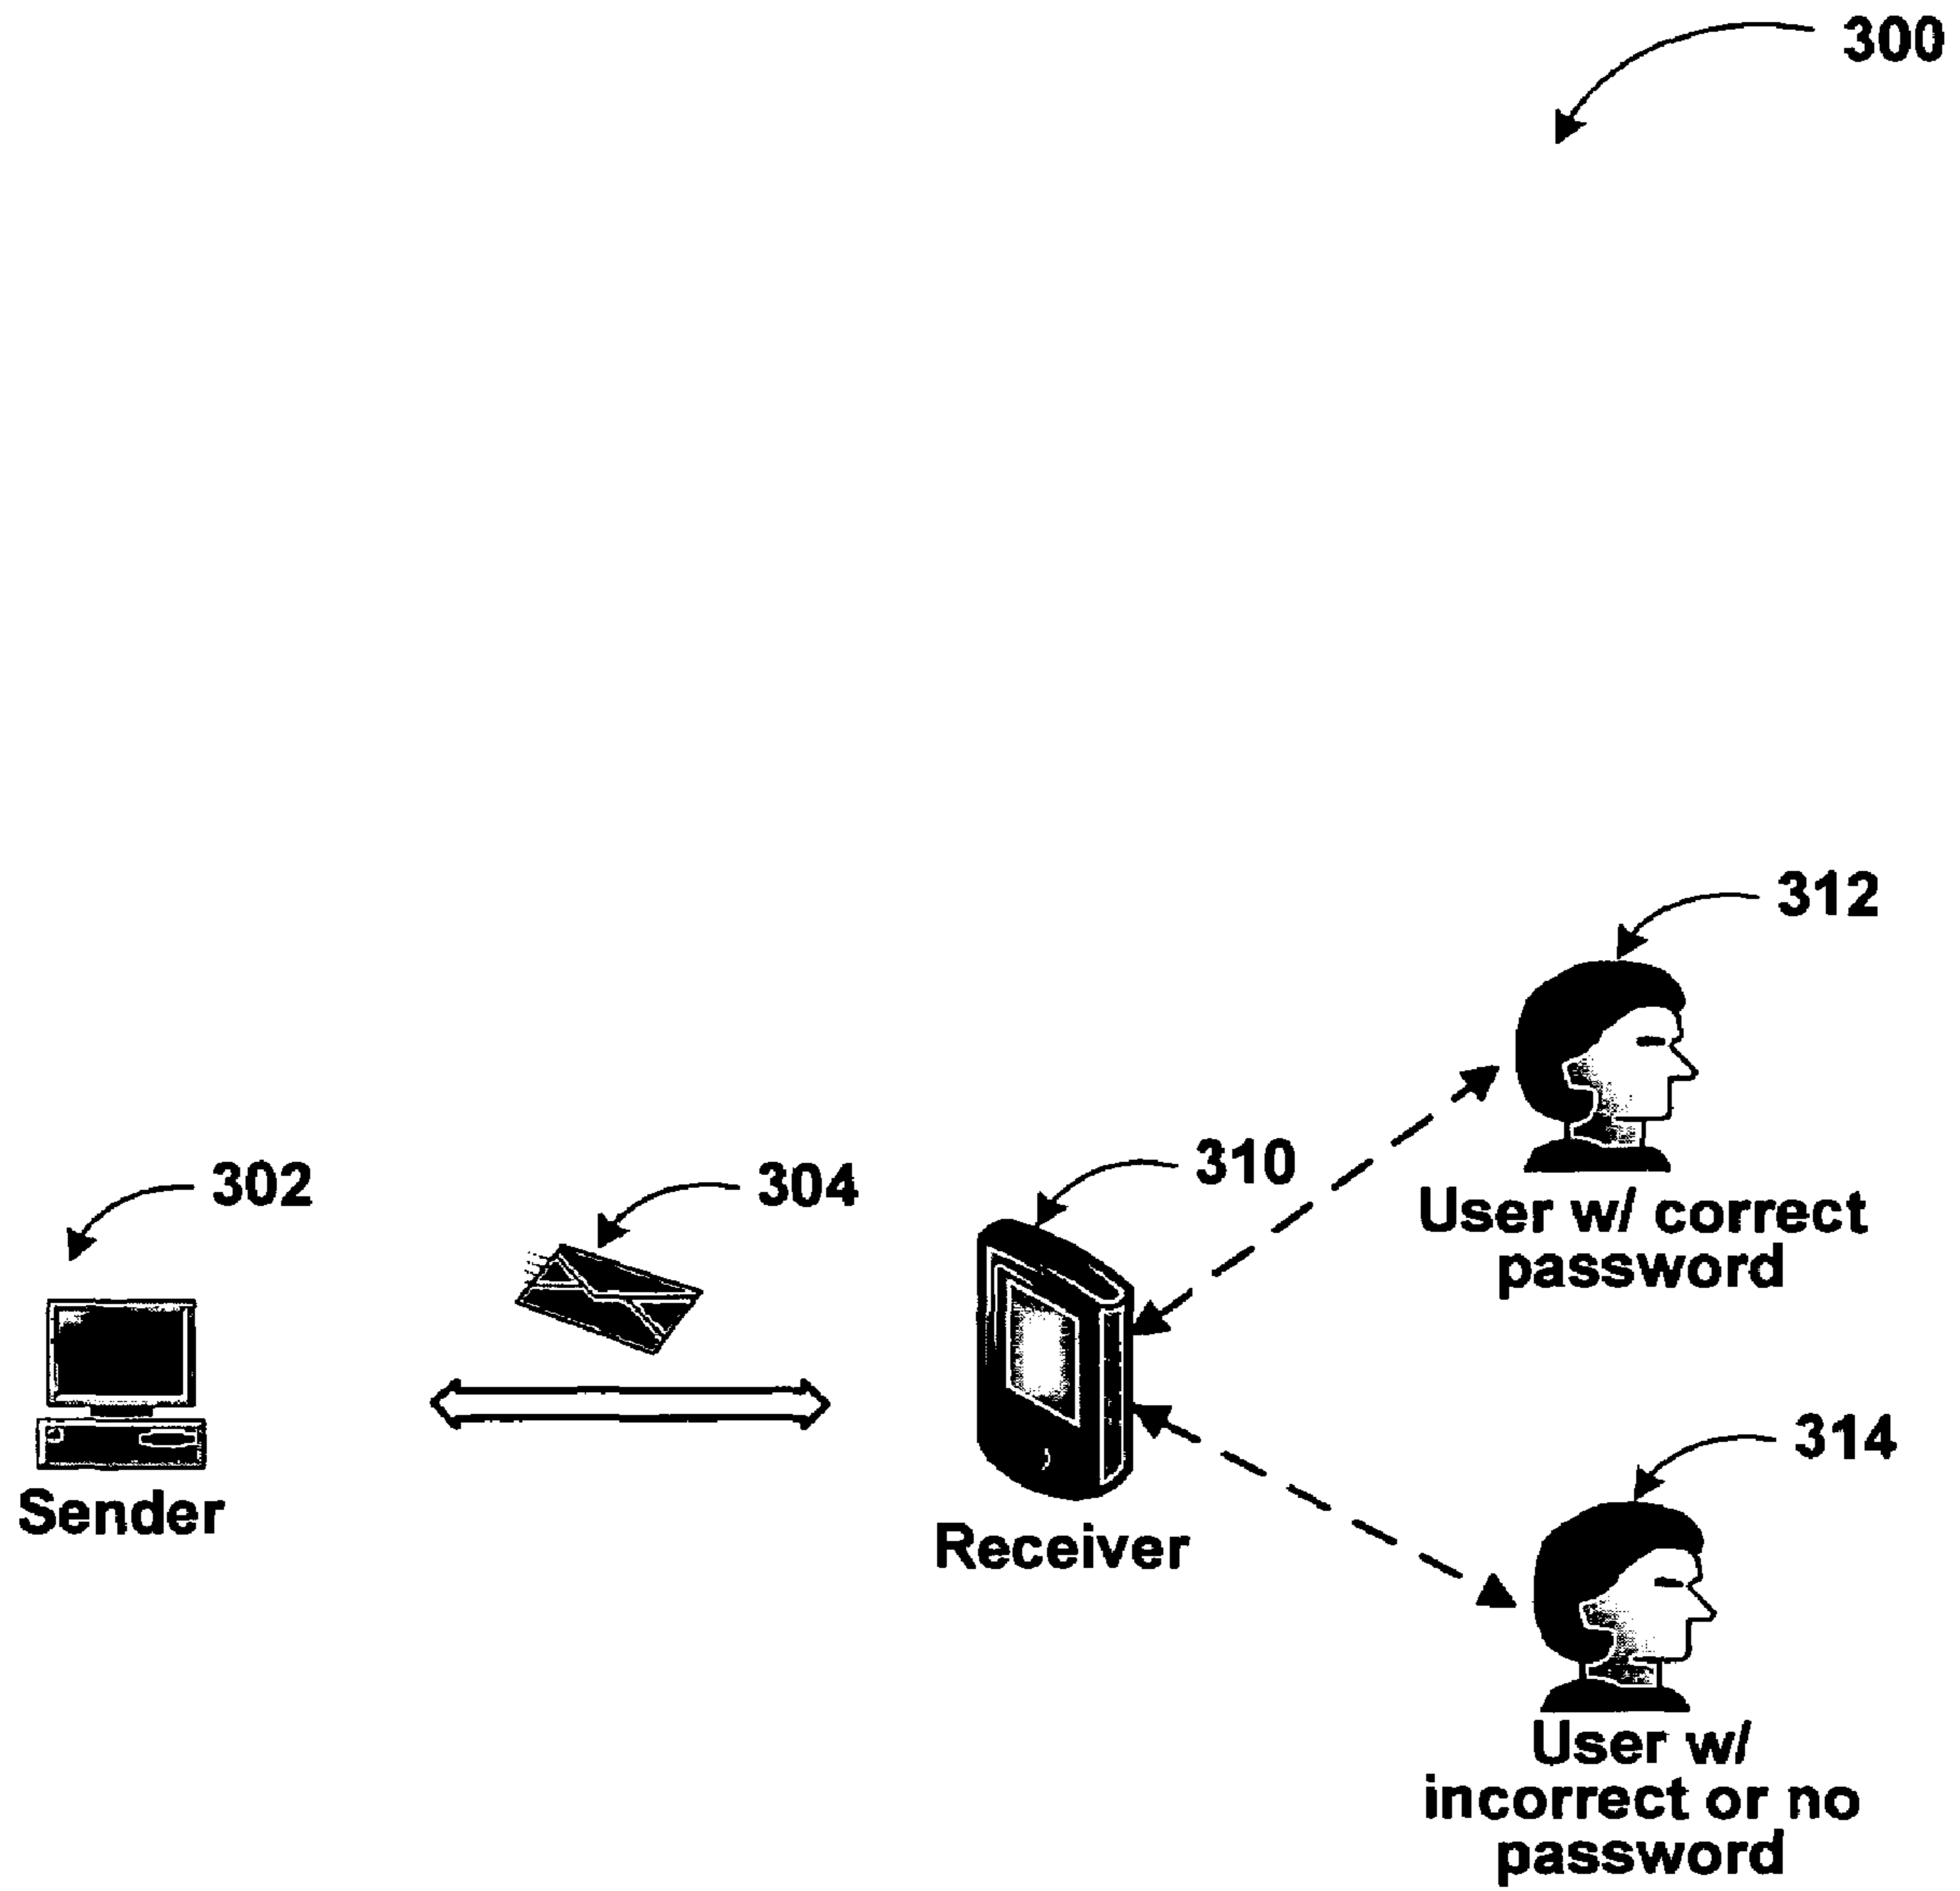 300
312
User w/ correct
password
302
304
310
Sender
Receiver
314
User w/
incorrect or no
password